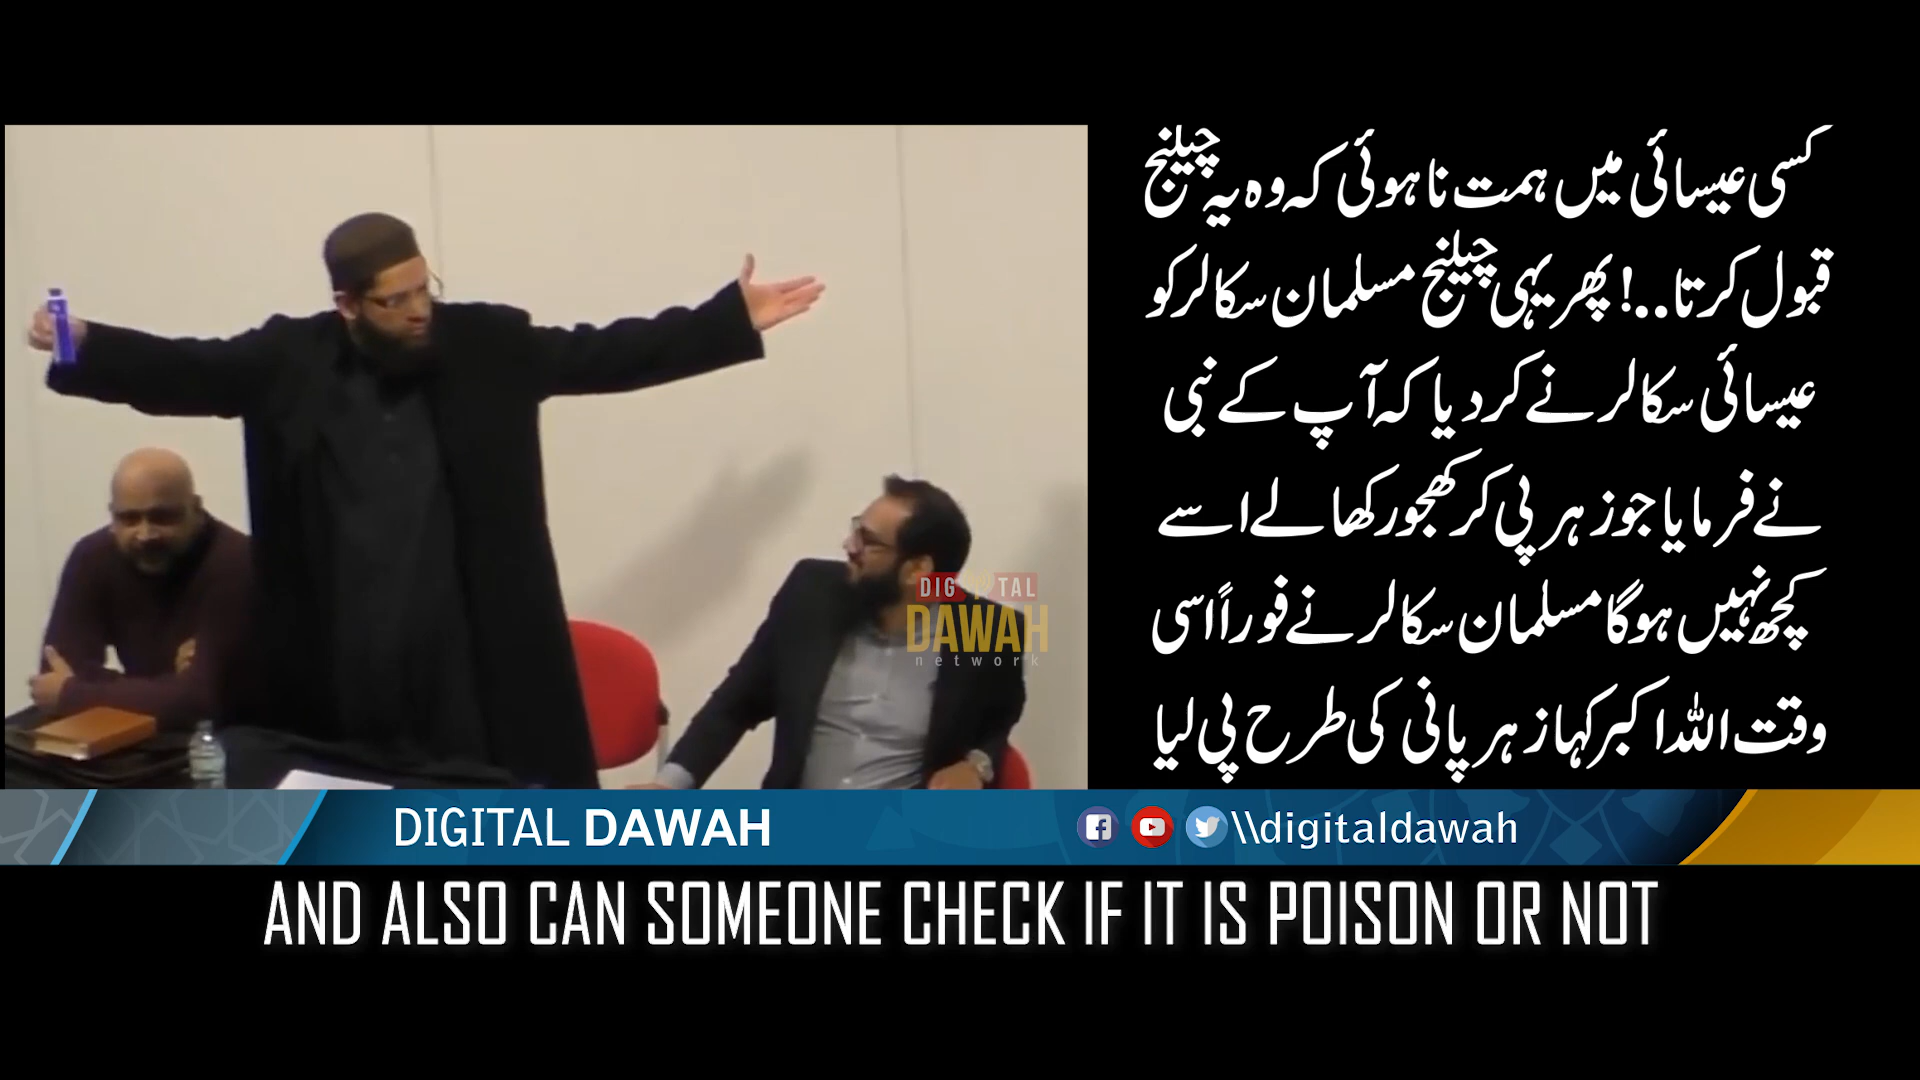 کسی عیسائی میں ہمت نا ہوئی کہ وہ یہ چیلنج
قبول کرتا..! پھر یہی چیلنج مسلمان سکالر کو
عیسائی سکالر نے کر دیا کہ آپ کے نبی
نے فرمایا جو زہر پی کر کھجور کھا لے اسے
کچھ نہیں ہوگا مسلمان سکالر نے فوراً اسی
وقت اللہ اکبر کہا زہر پانی کی طرح پی لیا
DIGITAL
DAWAH
network
DIGITAL DAWAH
\\digitaldawah
AND ALSO CAN SOMEONE CHECK IF IT IS POISON OR NOT